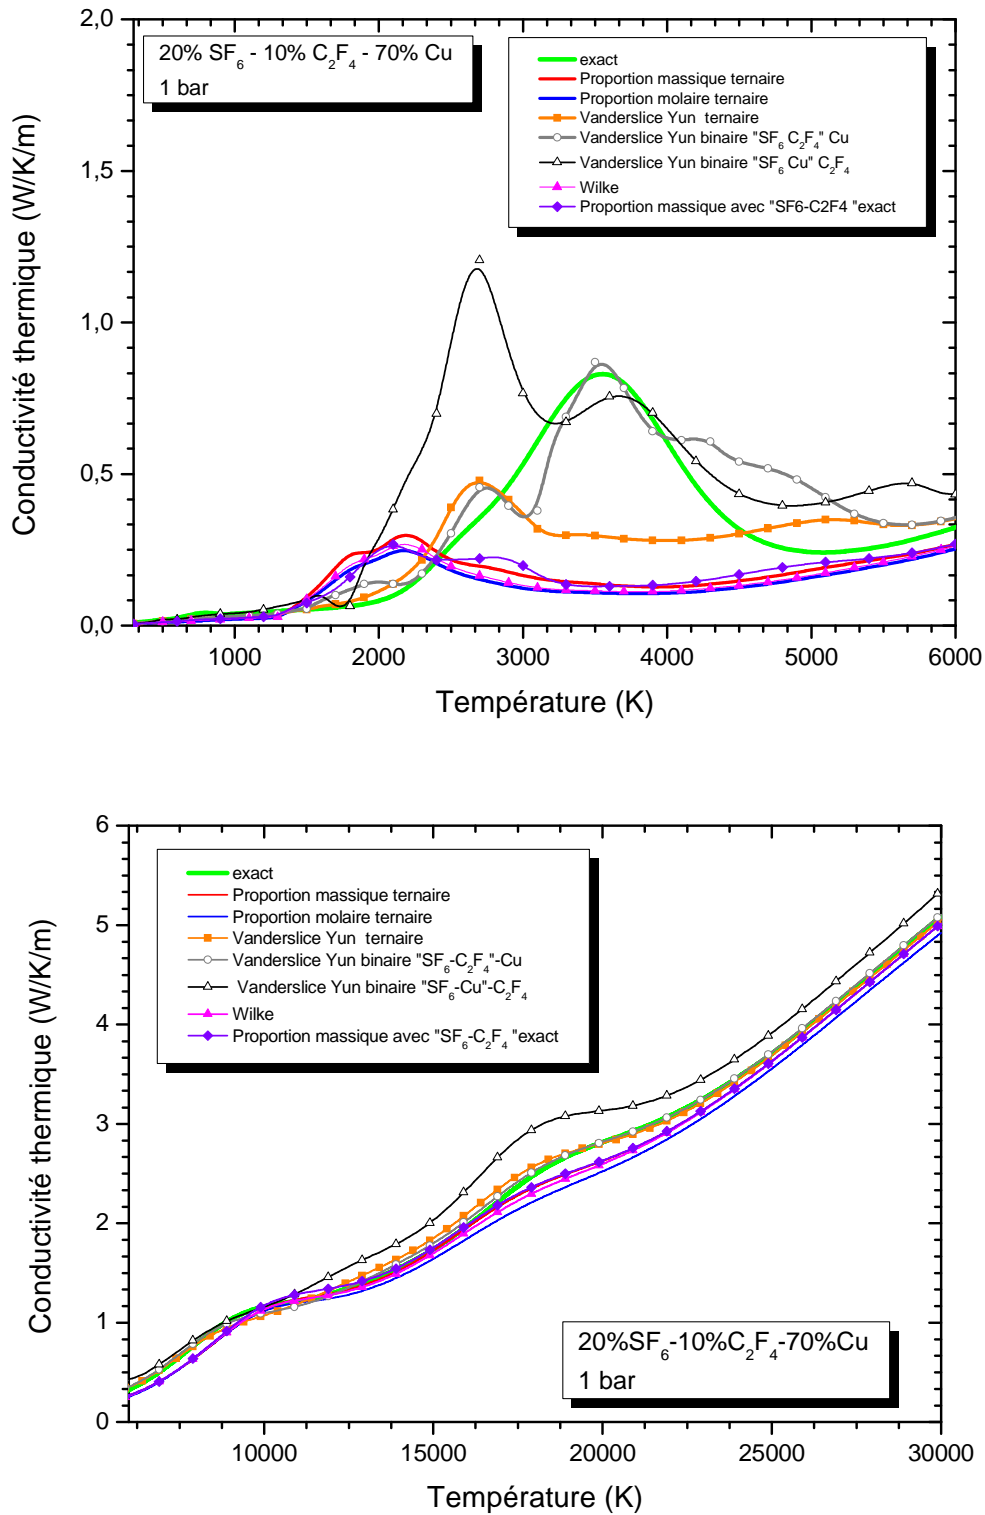 2,0
20% SF6 - 10% C2F4 - 70% Cu
1 bar
exact
Proportion massique ternaire
Proportion molaire ternaire
Vanderslice Yun ternaire
Vanderslice Yun binaire "SF6 C2F4" Cu
Vanderslice Yun binaire "SF6 Cu" C2F4
Wilke
Proportion massique avec "SF6-C2F4 "exact
1,5
1,0
0,5
0,0
Conductivité thermique (W/K/m)
1000
2000
3000
4000
5000
6000
Température (K)
6
exact
Proportion massique ternaire
Proportion molaire ternaire
Vanderslice Yun ternaire
Vanderslice Yun binaire "SF6-C2F4"-Cu
Vanderslice Yun binaire "SF6-Cu"-C2F4
Wilke
Proportion massique avec "SF6-C2F4 "exact
5
4
3
2
1
0
Conductivité thermique (W/K/m)
20%SF6-10%C2F4-70%Cu
1 bar
10000
15000
20000
25000
30000
Température (K)